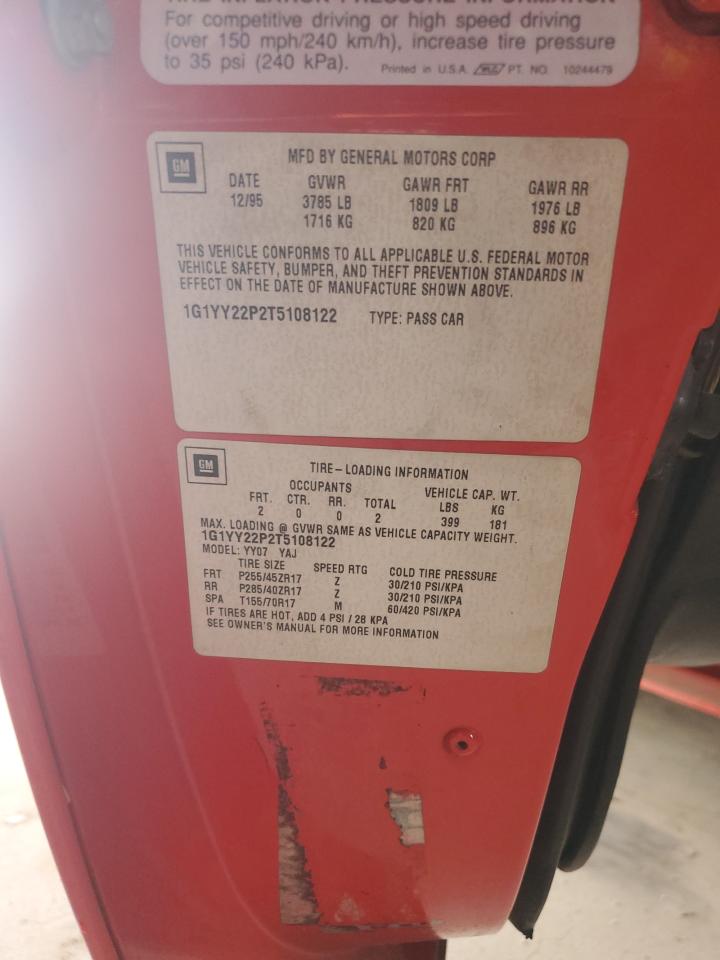 TIRE INFLATION PRESSURE INFORMATION
For competitive driving or high speed driving
(over 150 mph/240 km/h), increase tire pressure
to 35 psi (240 kPa). Printed in U.S.A. PT. NO. 10244479
GM
MFD BY GENERAL MOTORS CORP
DATE GVWR GAWR FRT GAWR RR
12/95 3785 LB 1809 LB 1976 LB
1716 KG 820 KG 896 KG
THIS VEHICLE CONFORMS TO ALL APPLICABLE U.S. FEDERAL MOTOR
VEHICLE SAFETY, BUMPER, AND THEFT PREVENTION STANDARDS IN
EFFECT ON THE DATE OF MANUFACTURE SHOWN ABOVE.
1G1YY22P2T5108122 TYPE: PASS CAR
GM
TIRE-LOADING INFORMATION
OCCUPANTS VEHICLE CAP. WT.
FRT. CTR. RR. TOTAL LBS KG
2 0 0 2 399 181
MAX. LOADING @ GVWR SAME AS VEHICLE CAPACITY WEIGHT.
1G1YY22P2T5108122
MODEL: YY07 YAJ
TIRE SIZE SPEED RTG COLD TIRE PRESSURE
FRT P255/45ZR17 Z 30/210 PSI/KPA
RR P285/40ZR17 Z 30/210 PSI/KPA
SPA T155/70R17 M 60/420 PSI/KPA
IF TIRES ARE HOT, ADD 4 PSI / 28 KPA
SEE OWNER'S MANUAL FOR MORE INFORMATION